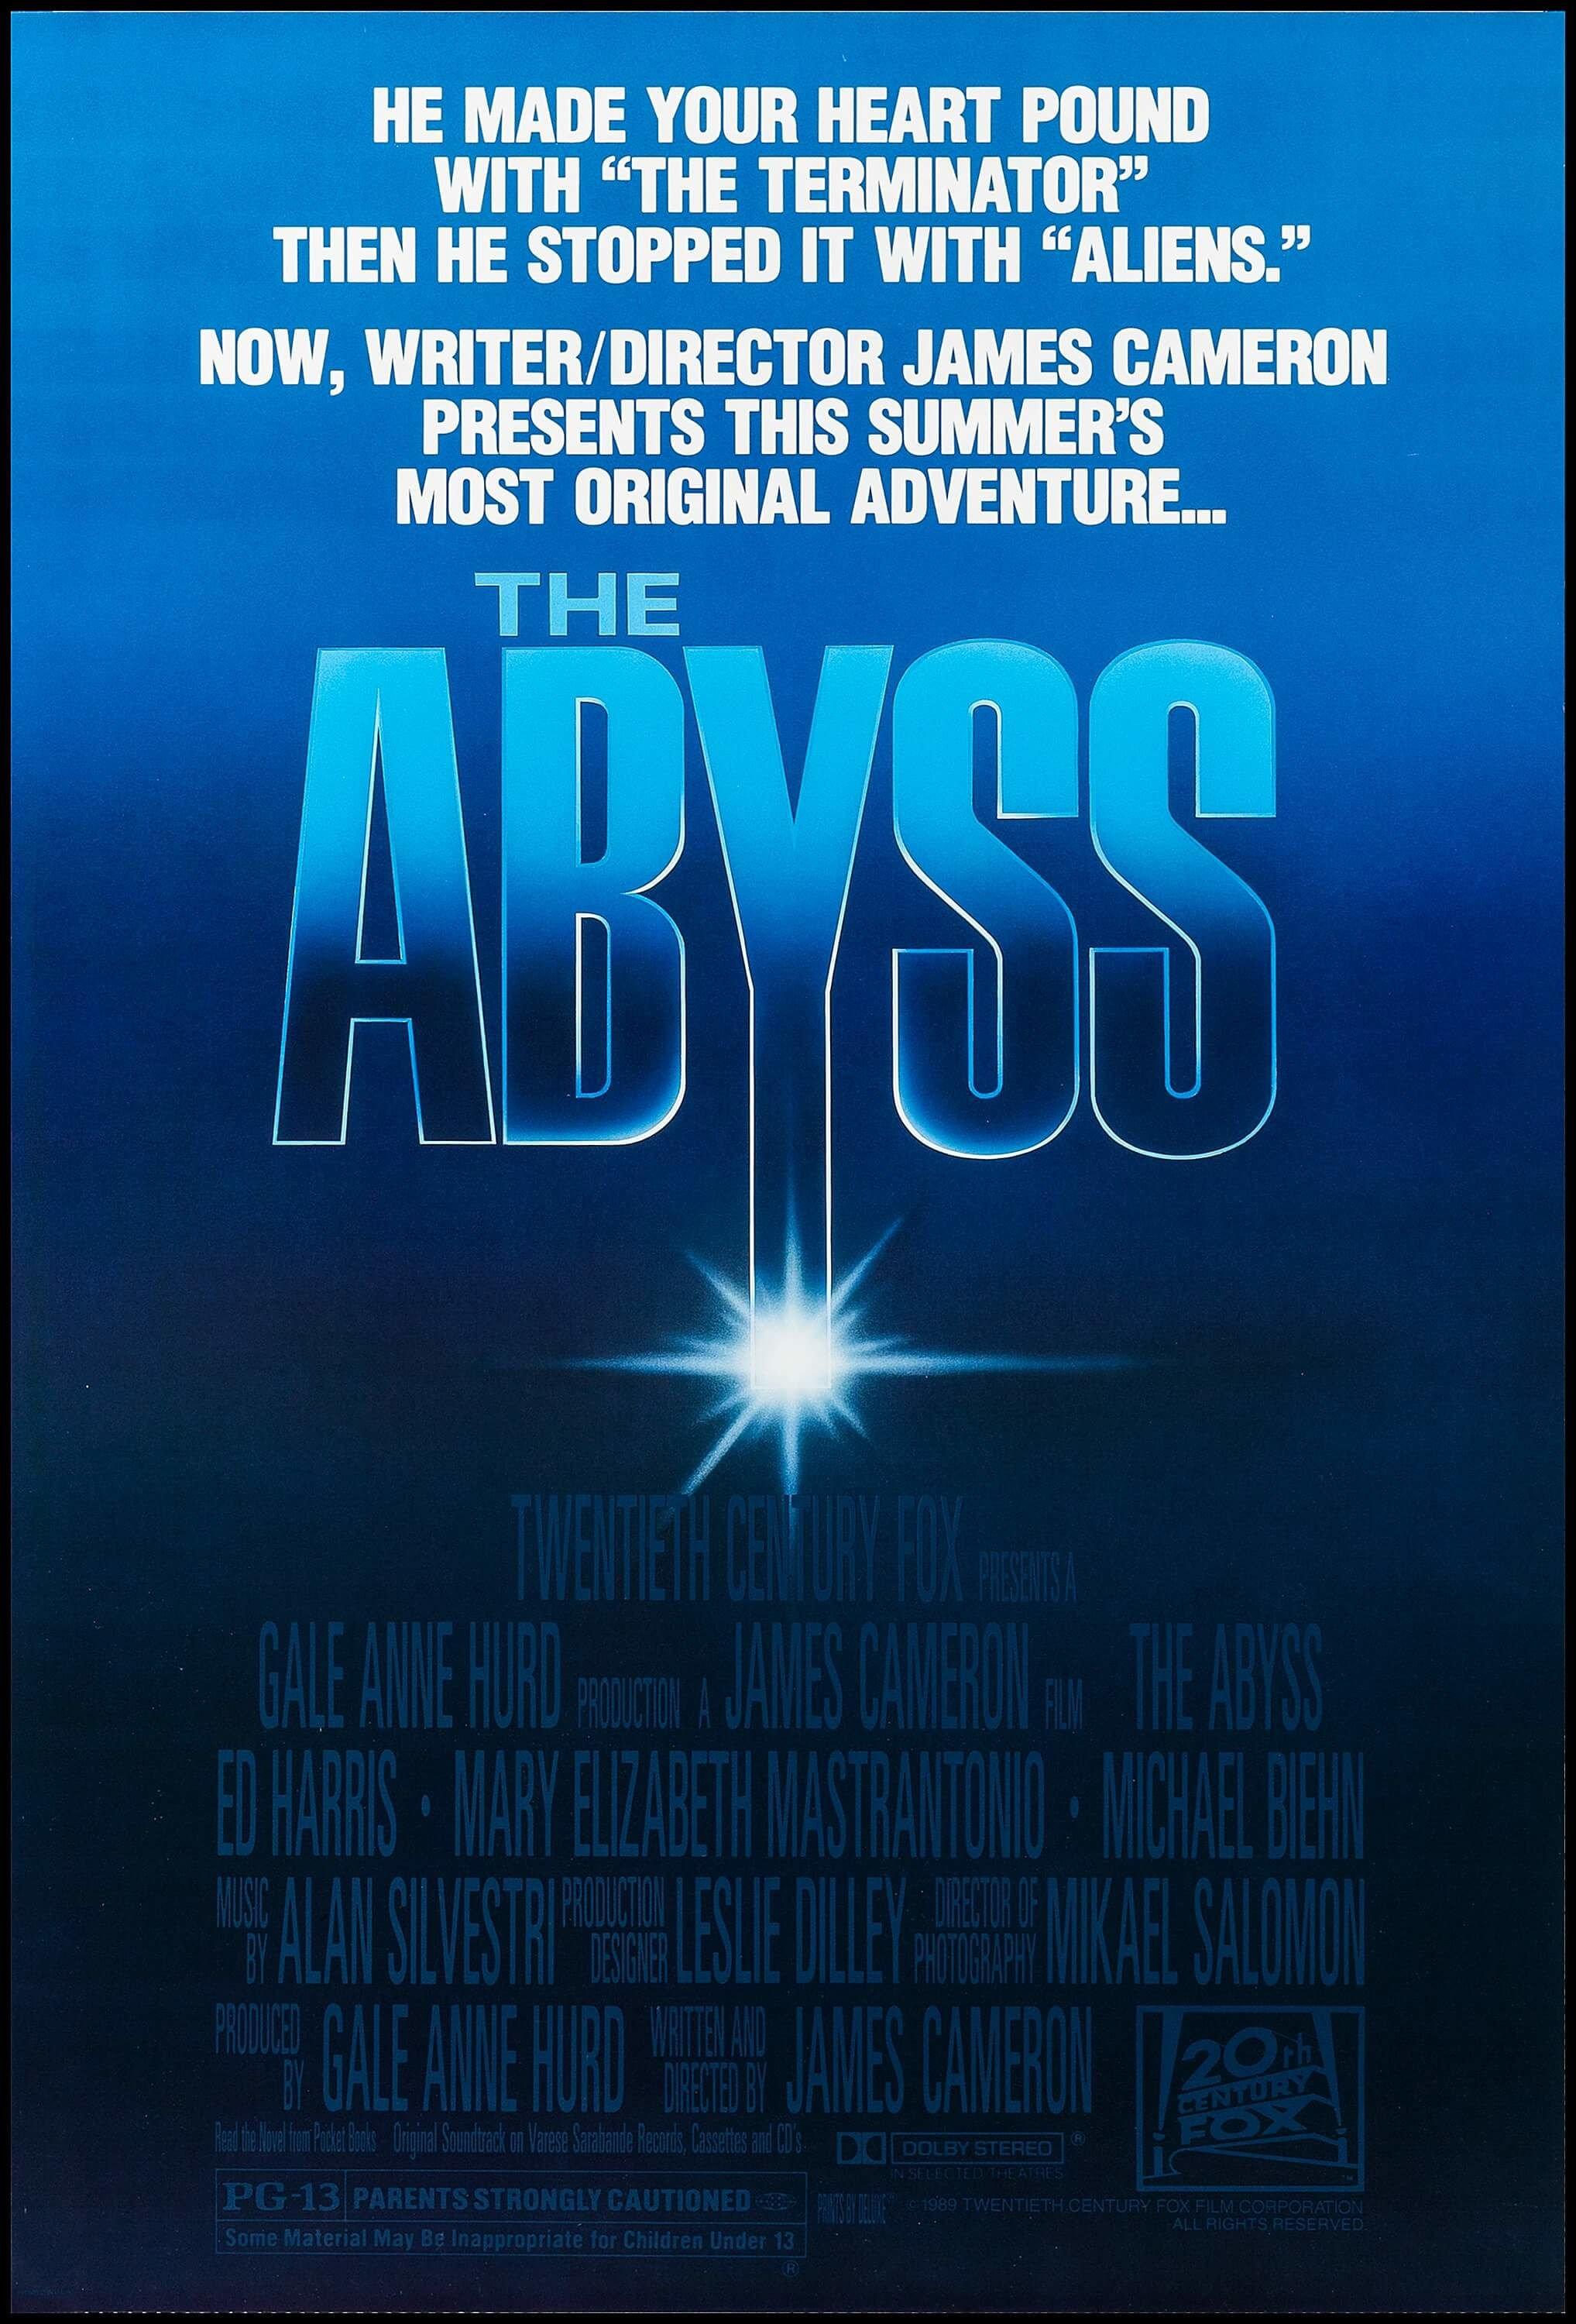 HE MADE YOUR HEART POUND
WITH “THE TERMINATOR”
THEN HE STOPPED IT WITH “ALIENS.”
NOW, WRITER/DIRECTOR JAMES CAMERON
PRESENTS THIS SUMMER’S
MOST ORIGINAL ADVENTURE...
THE
ABYSS
TWENTIETH CENTURY FOX PRESENTS A
GALE ANNE HURD PRODUCTION A JAMES CAMERON FILM THE ABYSS
ED HARRIS • MARY ELIZABETH MASTRANTONIO • MICHAEL BIEHN
MUSIC BY ALAN SILVESTRI PRODUCTION DESIGNER LESLIE DILLEY DIRECTOR OF PHOTOGRAPHY MIKAEL SALOMON
PRODUCED BY GALE ANNE HURD WRITTEN AND DIRECTED BY JAMES CAMERON
20th
CENTURY
FOX
TM
Read the Novel from Pocket Books Original Soundtrack on Varese Sarabande Records, Cassettes and CD's
DOLBY STEREO ®
IN SELECTED THEATRES
PG-13 PARENTS STRONGLY CAUTIONED
Some Material May Be Inappropriate for Children Under 13
®
PRINTS BY DELUXE © 1989 TWENTIETH CENTURY FOX FILM CORPORATION
ALL RIGHTS RESERVED